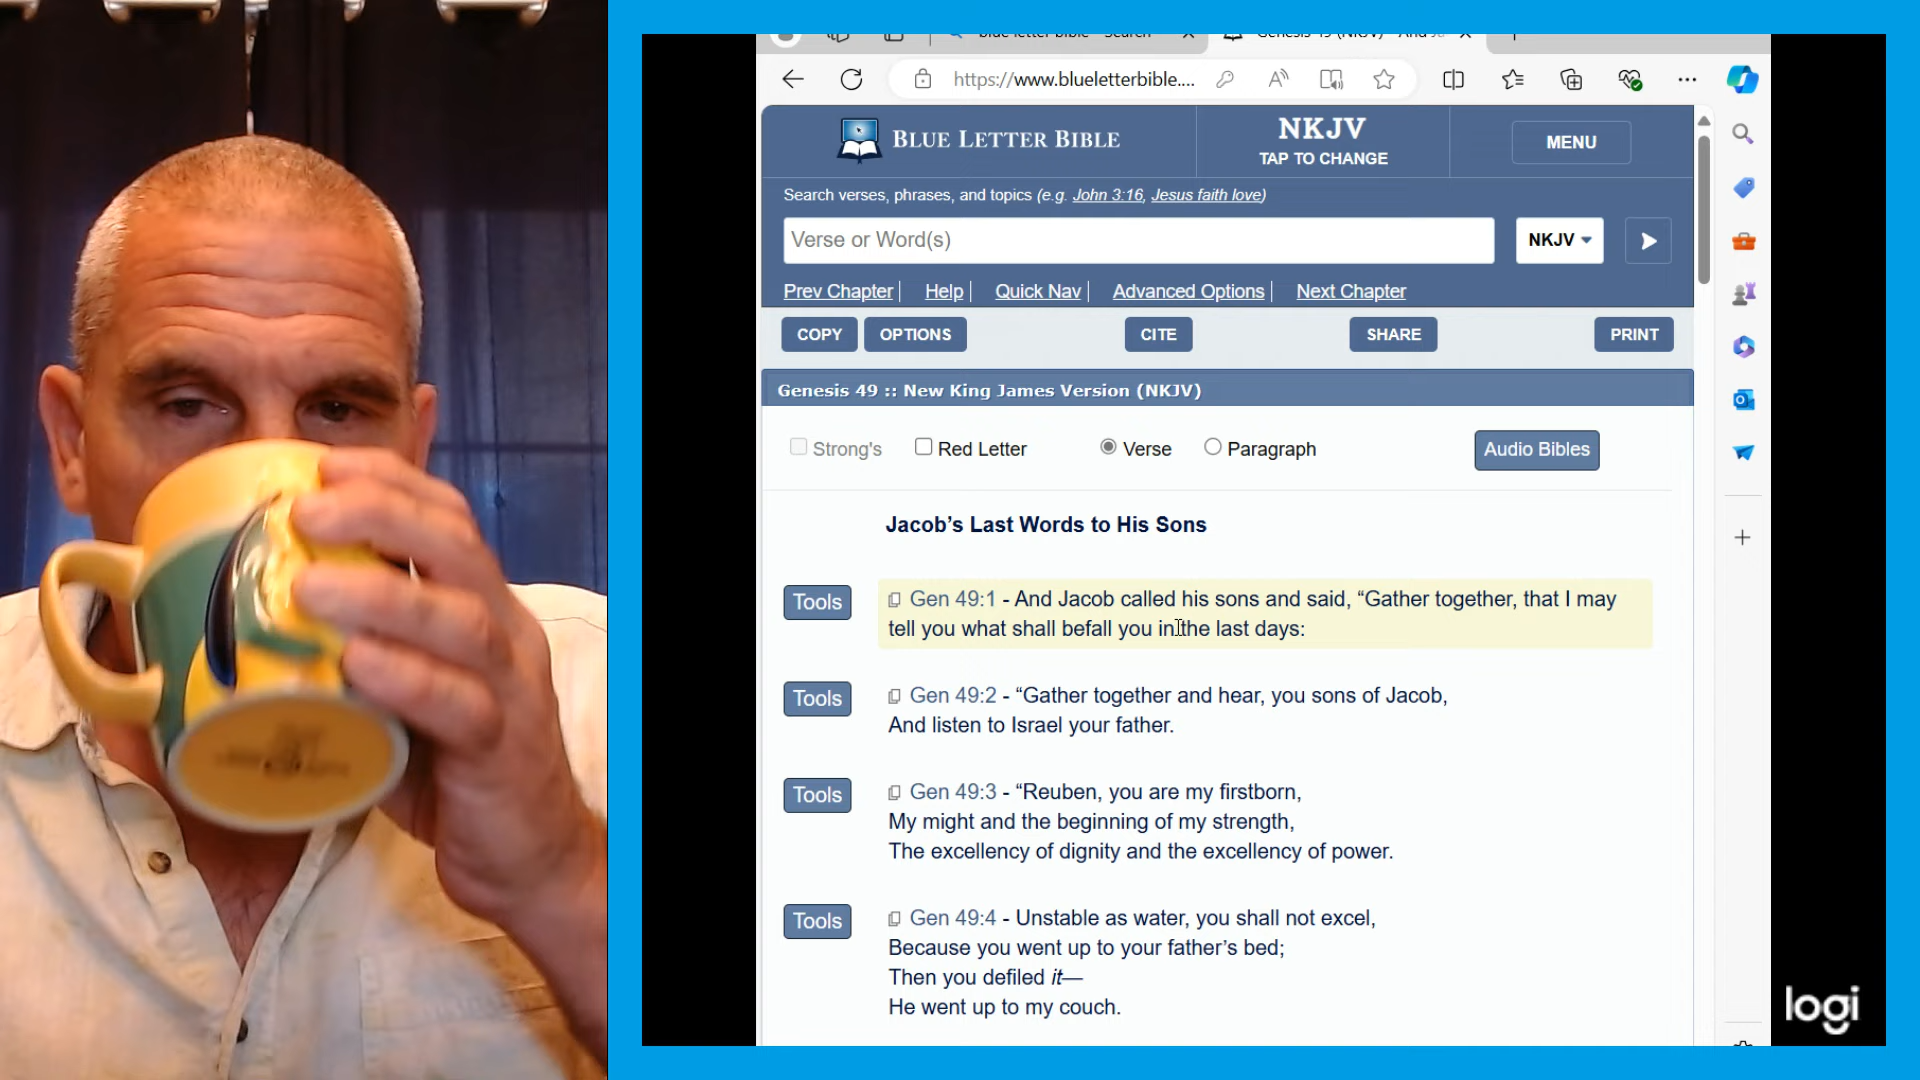 https://www.blueletterbible....
BLUE LETTER BIBLE
NKJV
TAP TO CHANGE
MENU
Search verses, phrases, and topics (e.g. John 3:16, Jesus faith love)
Verse or Word(s)
NKJV
Prev Chapter | Help | Quick Nav | Advanced Options | Next Chapter
COPY OPTIONS CITE SHARE PRINT
Genesis 49 :: New King James Version (NKJV)
Strong's Red Letter Verse Paragraph Audio Bibles
Jacob’s Last Words to His Sons
Tools Gen 49:1 - And Jacob called his sons and said, “Gather together, that I may
tell you what shall befall you in the last days:
Tools Gen 49:2 - “Gather together and hear, you sons of Jacob,
And listen to Israel your father.
Tools Gen 49:3 - “Reuben, you are my firstborn,
My might and the beginning of my strength,
The excellency of dignity and the excellency of power.
Tools Gen 49:4 - Unstable as water, you shall not excel,
Because you went up to your father’s bed;
Then you defiled it—
He went up to my couch.
logi